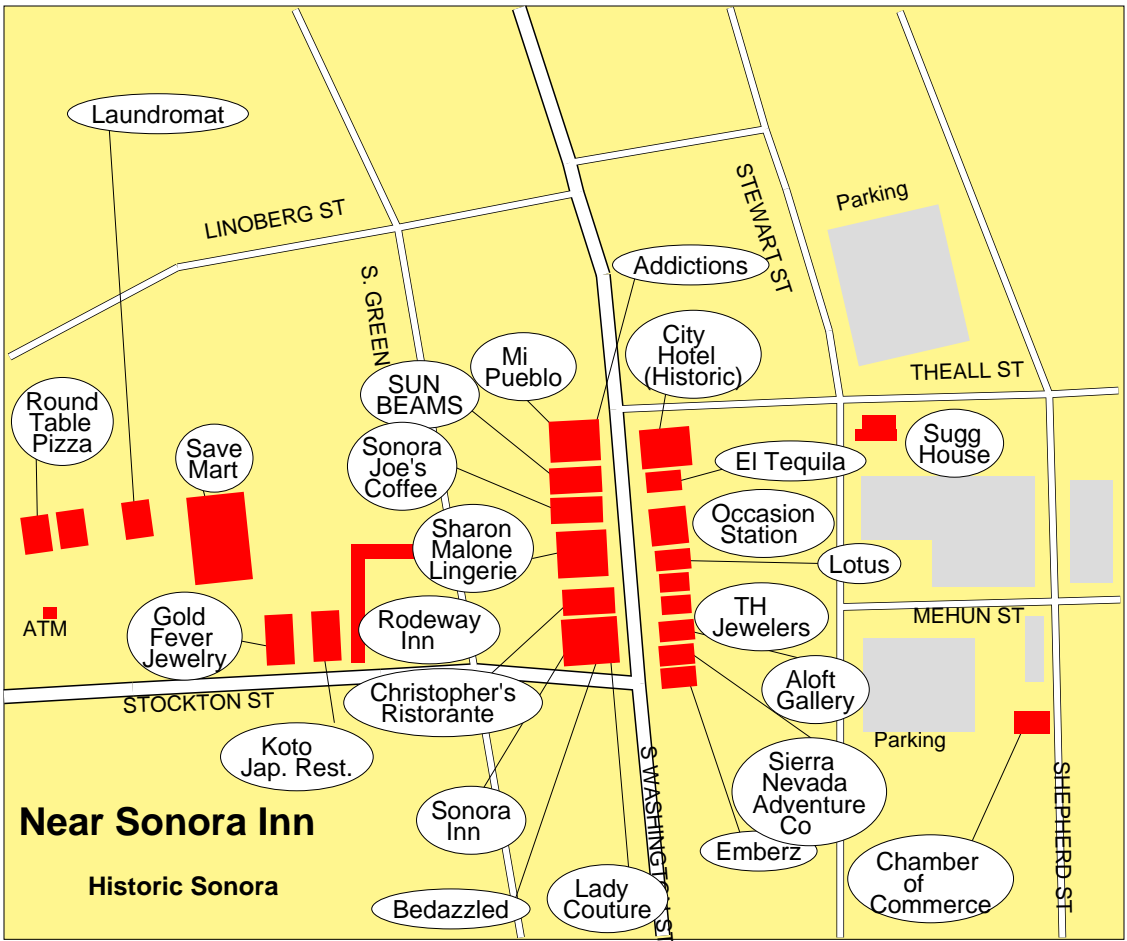 Laundromat
LINOBERG ST
S. GREEN
STEWART ST
Parking
Addictions
City
Hotel
(Historic)
Mi
Pueblo
SUN
BEAMS
THEALL ST
Round
Table
Pizza
Save
Mart
Sonora
Joe's
Coffee
El Tequila
Sugg
House
Occasion
Station
Sharon
Malone
Lingerie
Lotus
ATM
Gold
Fever
Jewelry
Rodeway
Inn
TH
Jewelers
MEHUN ST
Christopher's
Ristorante
Aloft
Gallery
STOCKTON ST
Koto
Jap. Rest.
Parking
Sierra
Nevada
Adventure
Co
S WASHINGTON ST
SHEPHERD ST
Near Sonora Inn
Sonora
Inn
Emberz
Chamber
of
Commerce
Historic Sonora
Bedazzled
Lady
Couture